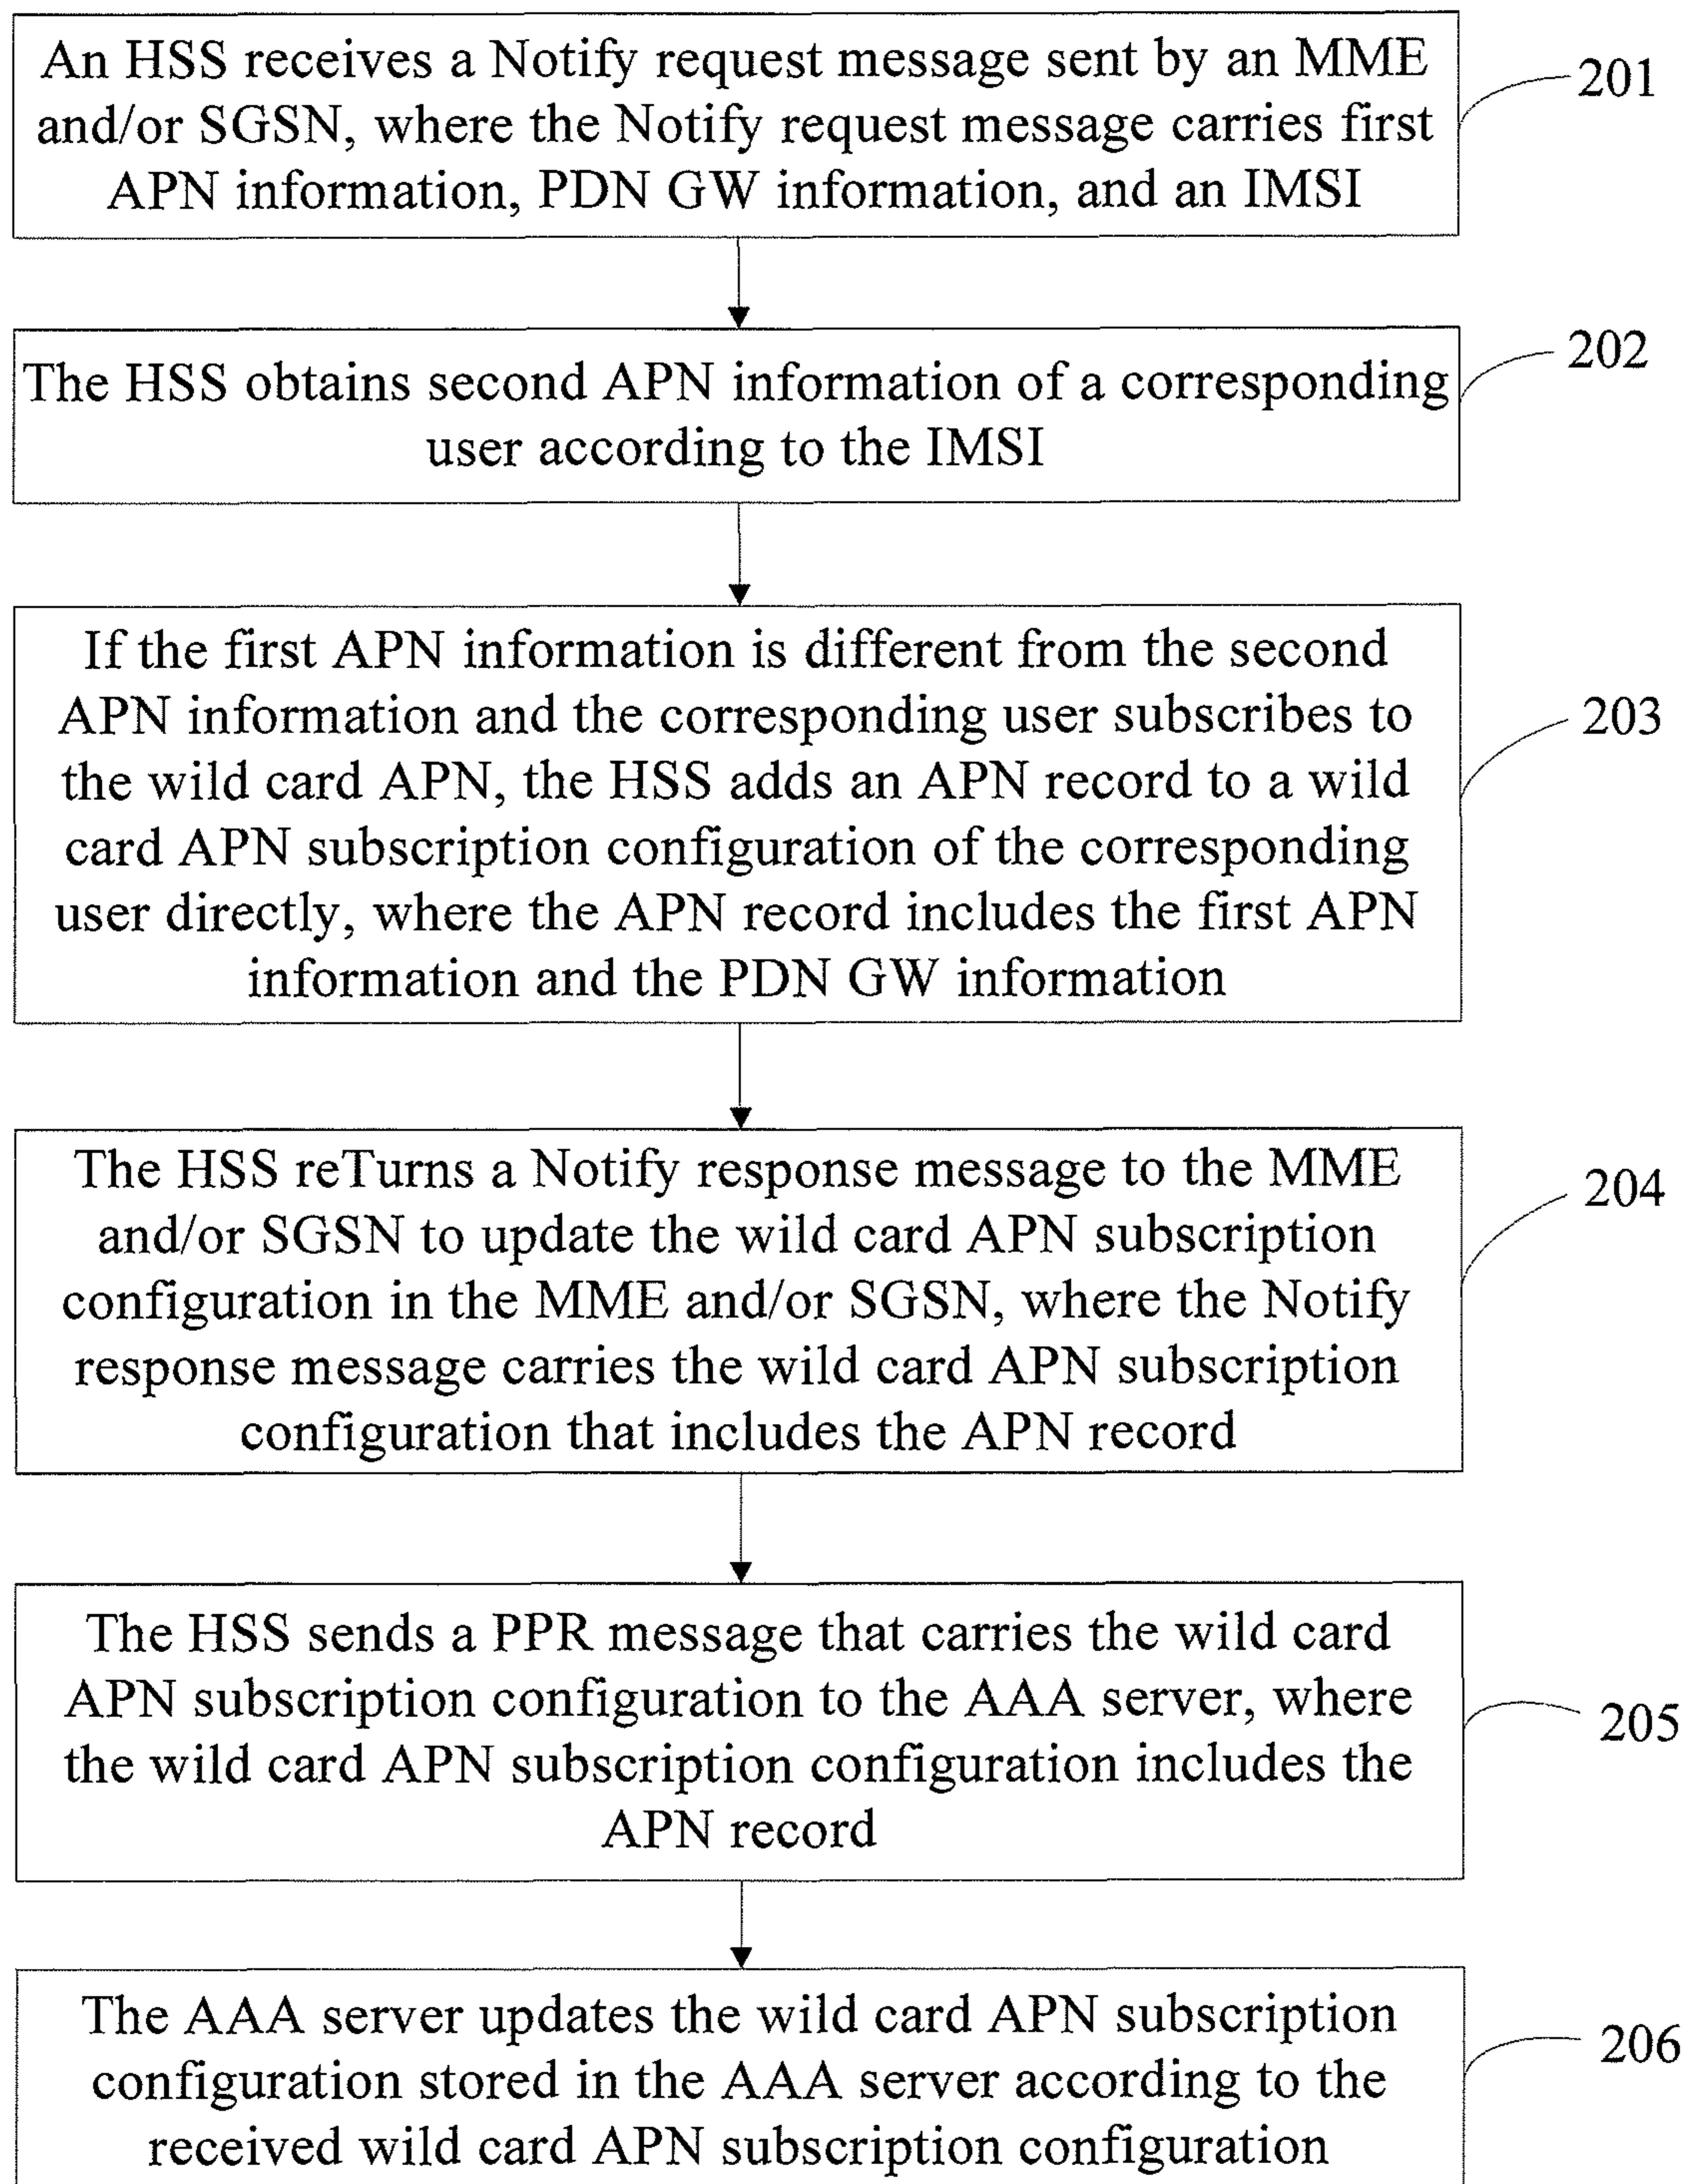 An HSS receives a Notify request message sent by an MME
and/or SGSN, where the Notify request message carries first
APN information, PDN GW information, and an IMSI
201
The HSS obtains second APN information of a corresponding
user according to the IMSI
202
If the first APN information is different from the second
APN information and the corresponding user subscribes to
the wild card APN, the HSS adds an APN record to a wild
card APN subscription configuration of the corresponding
user directly, where the APN record includes the first APN
information and the PDN GW information
203
The HSS reTurns a Notify response message to the MME
and/or SGSN to update the wild card APN subscription
configuration in the MME and/or SGSN, where the Notify
response message carries the wild card APN subscription
configuration that includes the APN record
204
The HSS sends a PPR message that carries the wild card
APN subscription configuration to the AAA server, where
the wild card APN subscription configuration includes the
APN record
205
The AAA server updates the wild card APN subscription
configuration stored in the AAA server according to the
received wild card APN subscription configuration
206